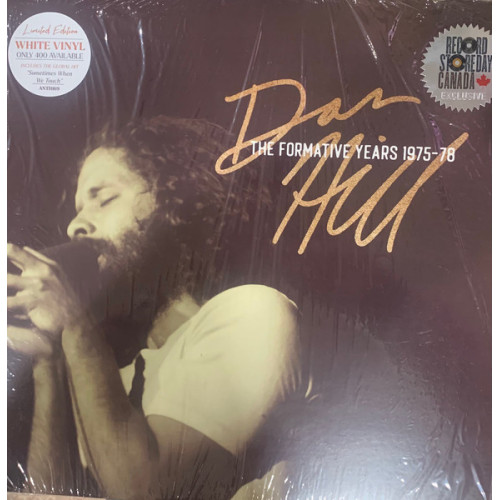 Limited Edition
WHITE VINYL
ONLY 400 AVAILABLE
"Sometimes When
We Touch"
RECORD
STORE DAY
CANADA
EXCLUSIVE
Dan
Hill
THE FORMATIVE YEARS 1975-78